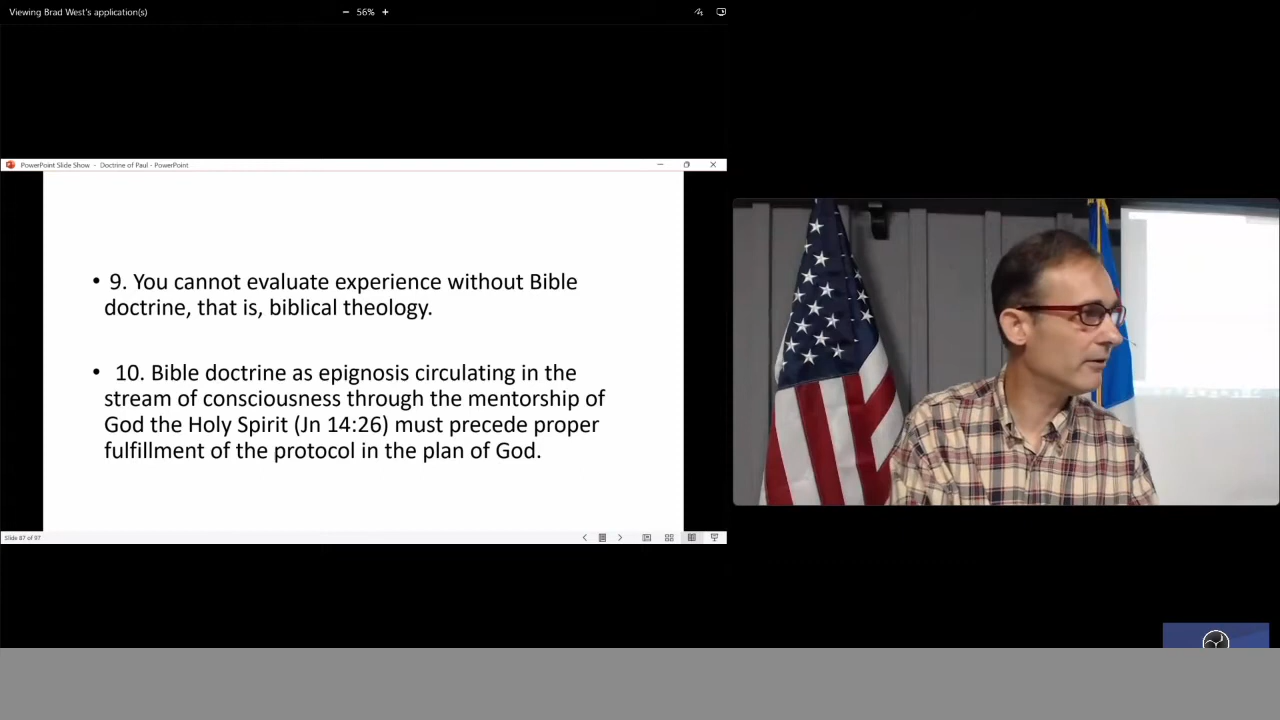 Viewing Brad West's application(s)
− 56% +
PowerPoint Slide Show - Doctrine of Paul - PowerPoint
• 9. You cannot evaluate experience without Bible
doctrine, that is, biblical theology.
• 10. Bible doctrine as epignosis circulating in the
stream of consciousness through the mentorship of
God the Holy Spirit (Jn 14:26) must precede proper
fulfillment of the protocol in the plan of God.
Slide 87 of 97